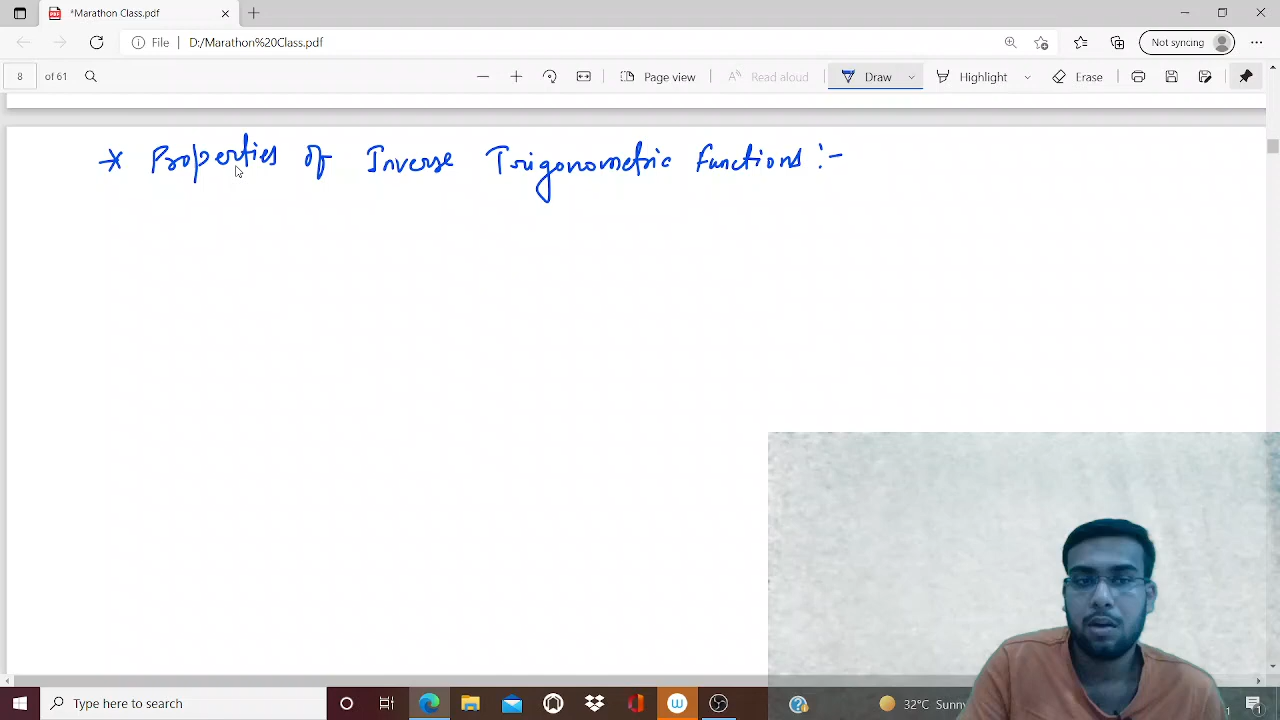 *Marathon Class.pdf
File D:/Marathon%20Class.pdf Not syncing
8 of 61 Page view Read aloud Draw Highlight Erase
* Properties of Inverse Trigonometric Functions :-
Type here to search 32°C Sunny